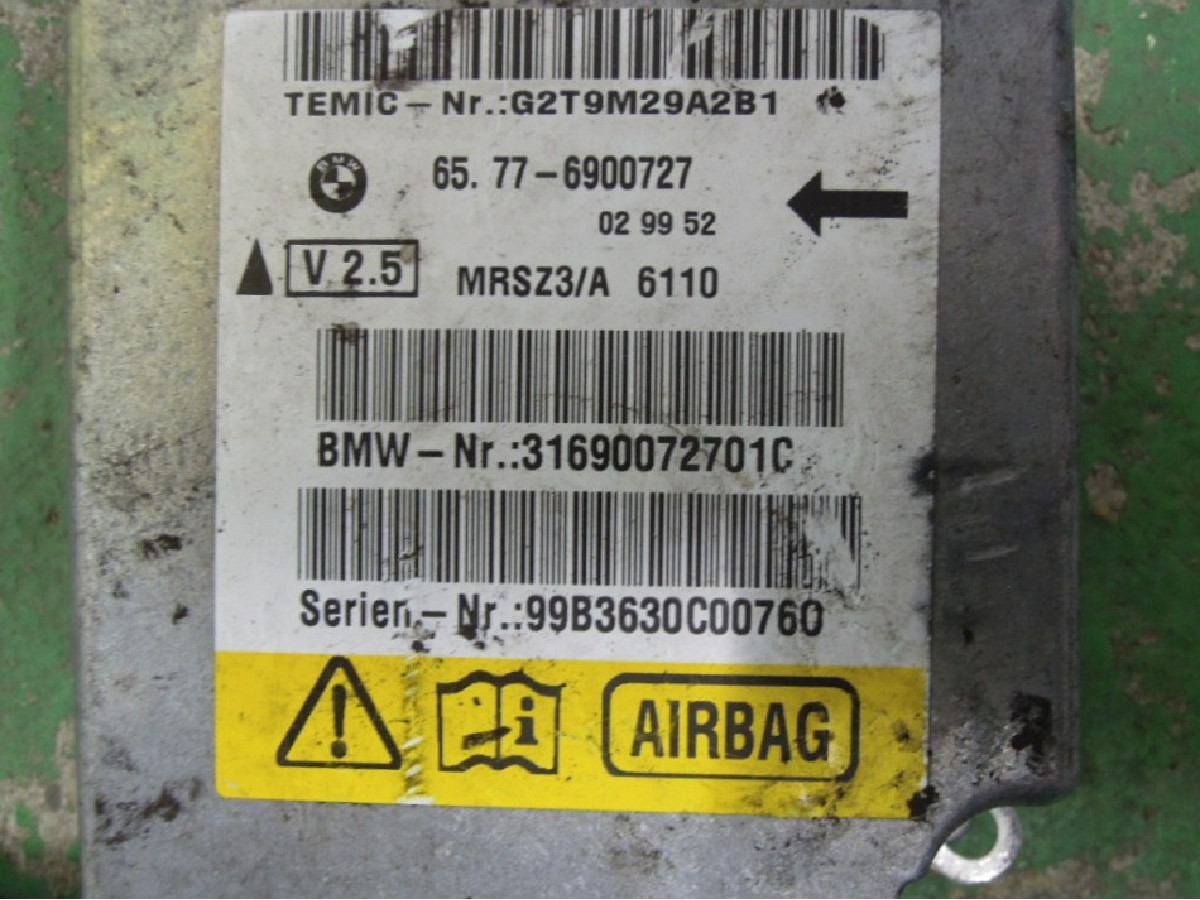 TEMIC-Nr.:G2T9M29A2B1
65. 77-6900727
02 99 52
V 2.5
MRSZ3/A 6110
BMW-Nr.:31690072701C
Serien-Nr.:99B3630C00760
AIRBAG